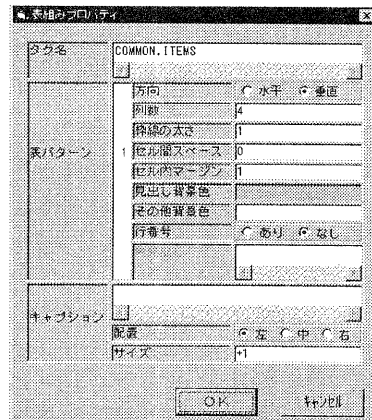 表組みプロパティ
タグ名 COMMON.ITEMS
表パターン 1
方向 水平 垂直
列数 4
枠線の太さ 1
セル間スペース 0
セル内マージン 1
見出し背景色
その他背景色
行番号 あり なし
キャプション
配置 左 中 右
サイズ +1
OK キャンセル